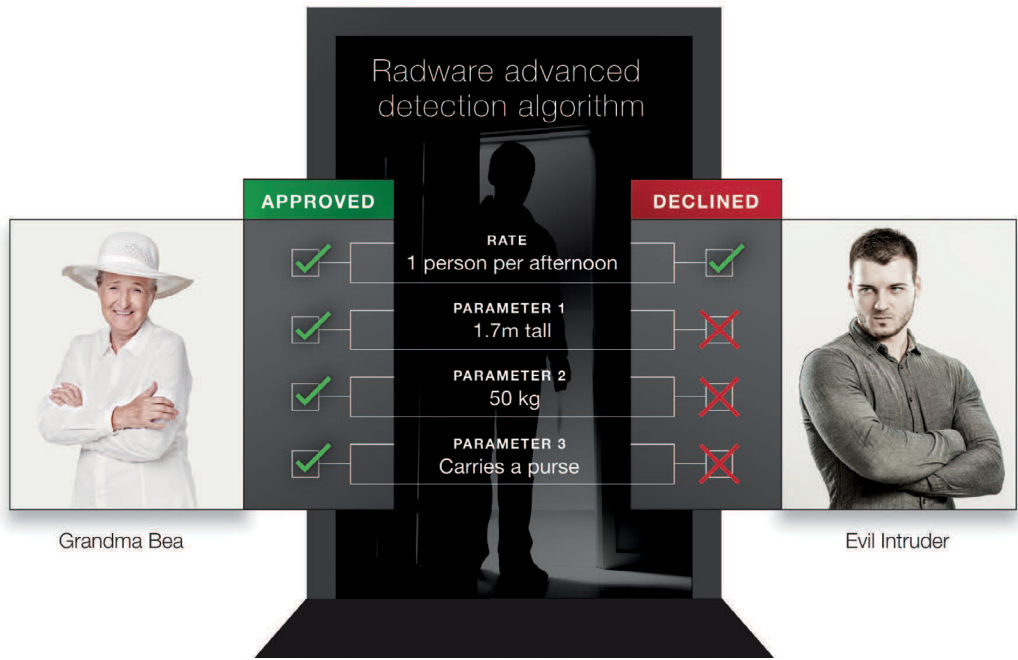 Radware advanced
detection algorithm
APPROVED
DECLINED
RATE
1 person per afternoon
PARAMETER 1
1.7m tall
PARAMETER 2
50 kg
PARAMETER 3
Carries a purse
Grandma Bea
Evil Intruder